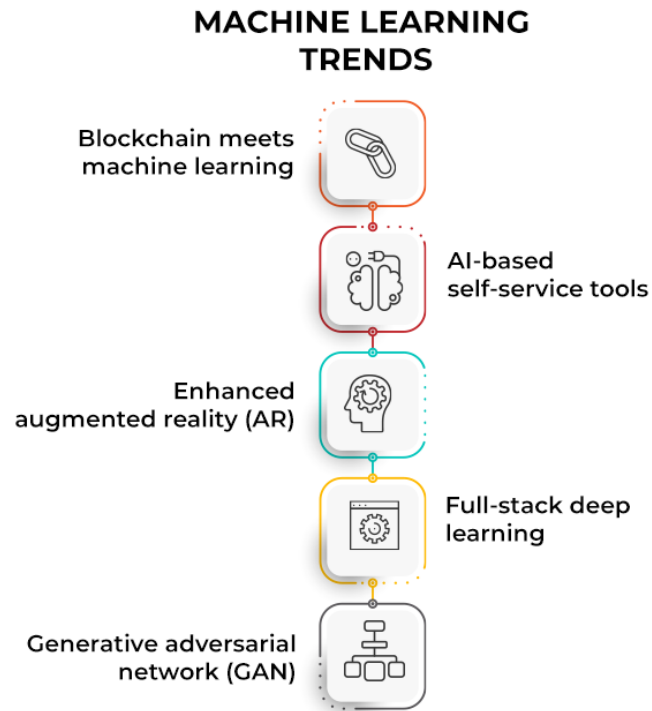 MACHINE LEARNING
TRENDS
Blockchain meets
machine learning
AI-based
self-service tools
Enhanced
augmented reality (AR)
Full-stack deep
learning
Generative adversarial
network (GAN)